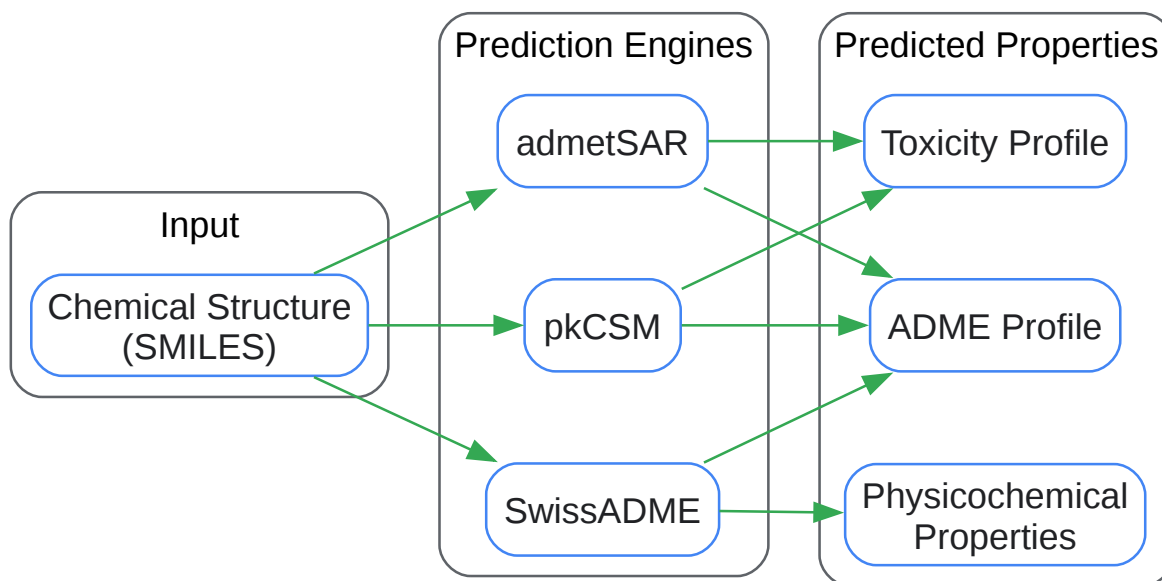 Input
Chemical Structure
(SMILES)
Prediction Engines
admetSAR
pkCSM
SwissADME
Predicted Properties
Toxicity Profile
ADME Profile
Physicochemical
Properties